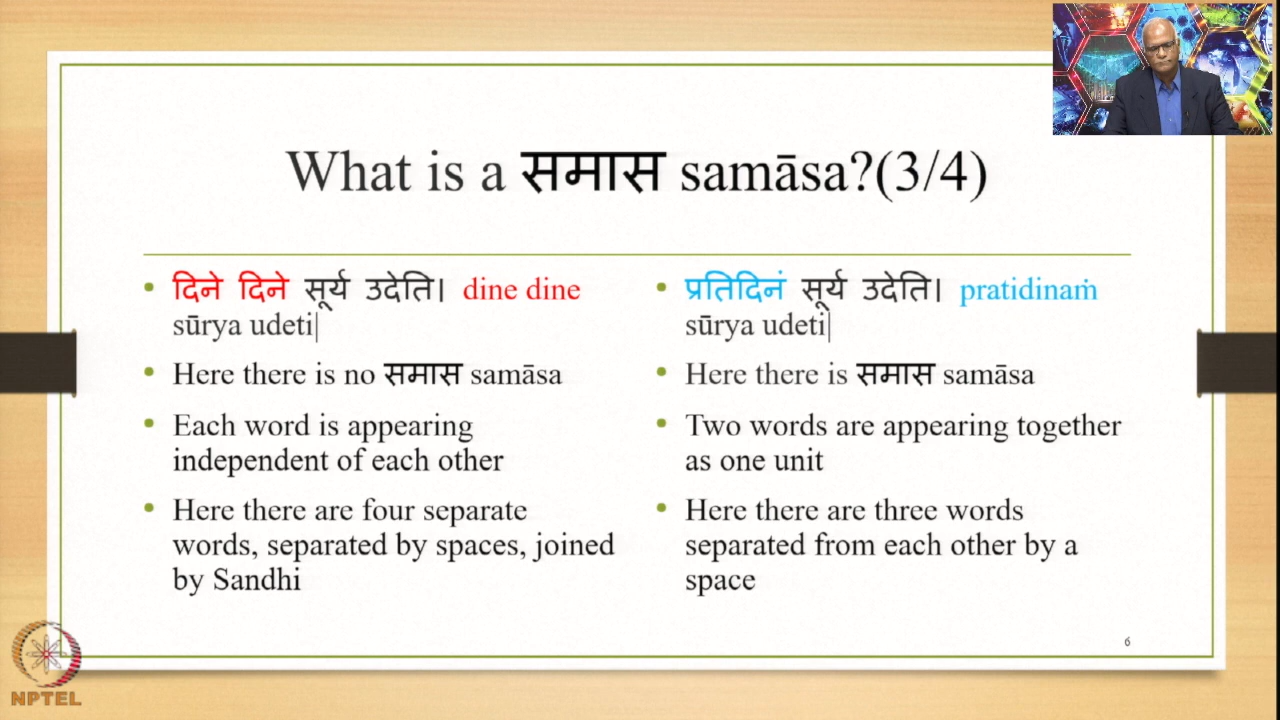 What is a समास samāsa?(3/4)
• दिने दिने सूर्य उदेति। dine dine
sūrya udeti|
• Here there is no समास samāsa
• Each word is appearing
independent of each other
• Here there are four separate
words, separated by spaces, joined
by Sandhi
• प्रतिदिनं सूर्य उदेति। pratidinaṁ
sūrya udeti|
• Here there is समास samāsa
• Two words are appearing together
as one unit
• Here there are three words
separated from each other by a
space
6
NPTEL